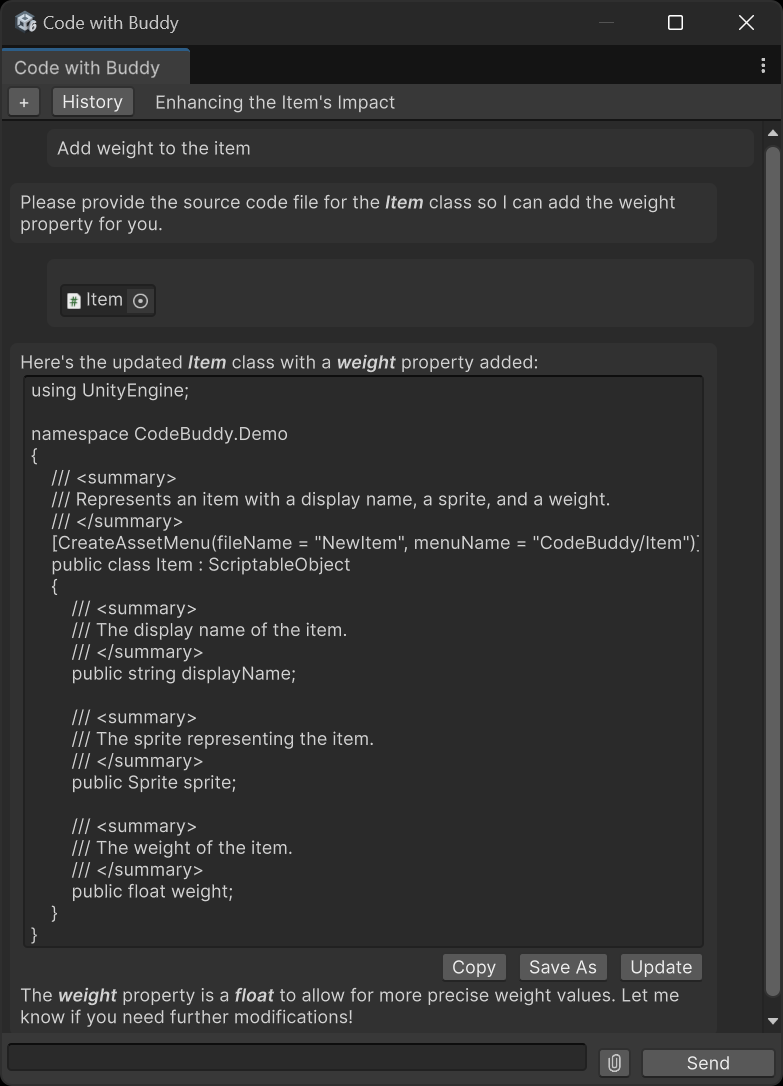 Code with Buddy
Code with Buddy
+ History Enhancing the Item's Impact
Add weight to the item
Please provide the source code file for the Item class so I can add the weight
property for you.
# Item
Here's the updated Item class with a weight property added:
using UnityEngine;

namespace CodeBuddy.Demo
{
    /// <summary>
    /// Represents an item with a display name, a sprite, and a weight.
    /// </summary>
    [CreateAssetMenu(fileName = "NewItem", menuName = "CodeBuddy/Item")]
    public class Item : ScriptableObject
    {
        /// <summary>
        /// The display name of the item.
        /// </summary>
        public string displayName;

        /// <summary>
        /// The sprite representing the item.
        /// </summary>
        public Sprite sprite;

        /// <summary>
        /// The weight of the item.
        /// </summary>
        public float weight;
    }
}
Copy Save As Update
The weight property is a float to allow for more precise weight values. Let me
know if you need further modifications!
Send